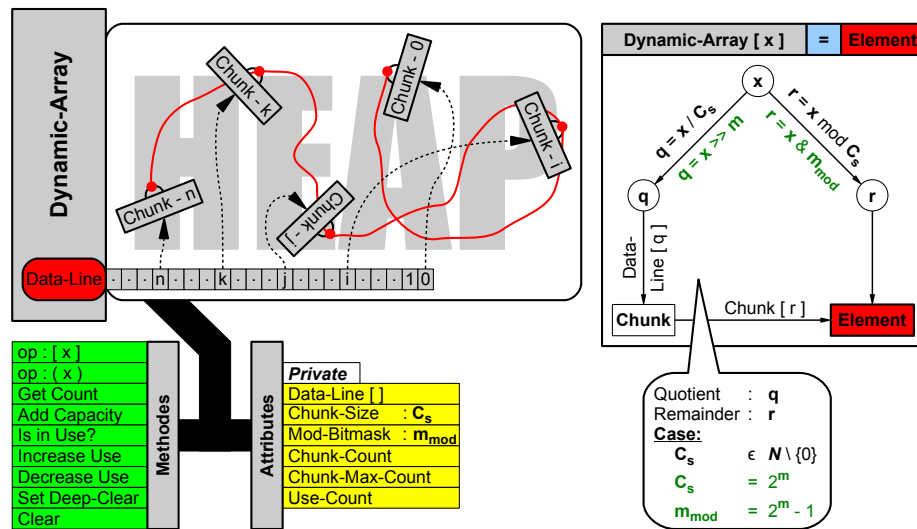 Dynamic-Array
HEAP
Chunk - n
Chunk - k
Chunk - j
Chunk - 0
Chunk - i
Data-Line
. . . n . . . k . . . j . . . i . . . 1 0
Methodes
op : [ x ]
op : ( x )
Get Count
Add Capacity
Is in Use?
Increase Use
Decrease Use
Set Deep-Clear
Clear
Attributes
Private
Data-Line [ ]
Chunk-Size : Cs
Mod-Bitmask : mmod
Chunk-Count
Chunk-Max-Count
Use-Count
Dynamic-Array [ x ] = Element
x
q = x / Cs
q = x >> m
r = x mod Cs
r = x & mmod
q
r
Data-
Line [ q ]
Chunk
Chunk [ r ]
Element
Quotient : q
Remainder : r
Case:
Cs ϵ N \ {0}
Cs = 2^m
mmod = 2^m - 1